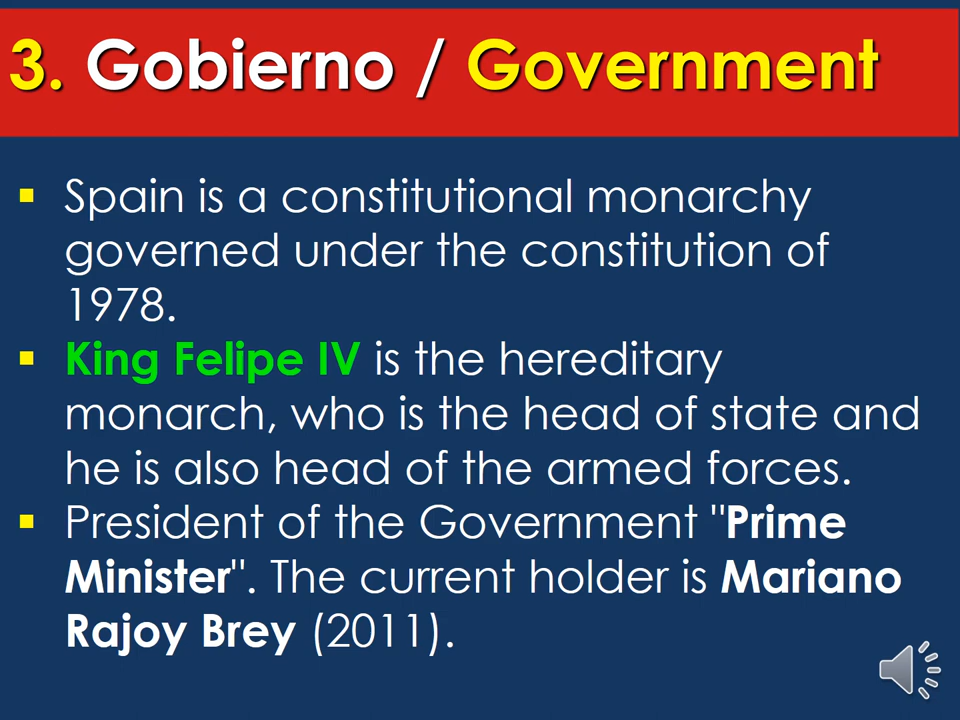 3. Gobierno / Government
▪ Spain is a constitutional monarchy
governed under the constitution of
1978.
▪ King Felipe IV is the hereditary
monarch, who is the head of state and
he is also head of the armed forces.
▪ President of the Government "Prime
Minister". The current holder is Mariano
Rajoy Brey (2011).